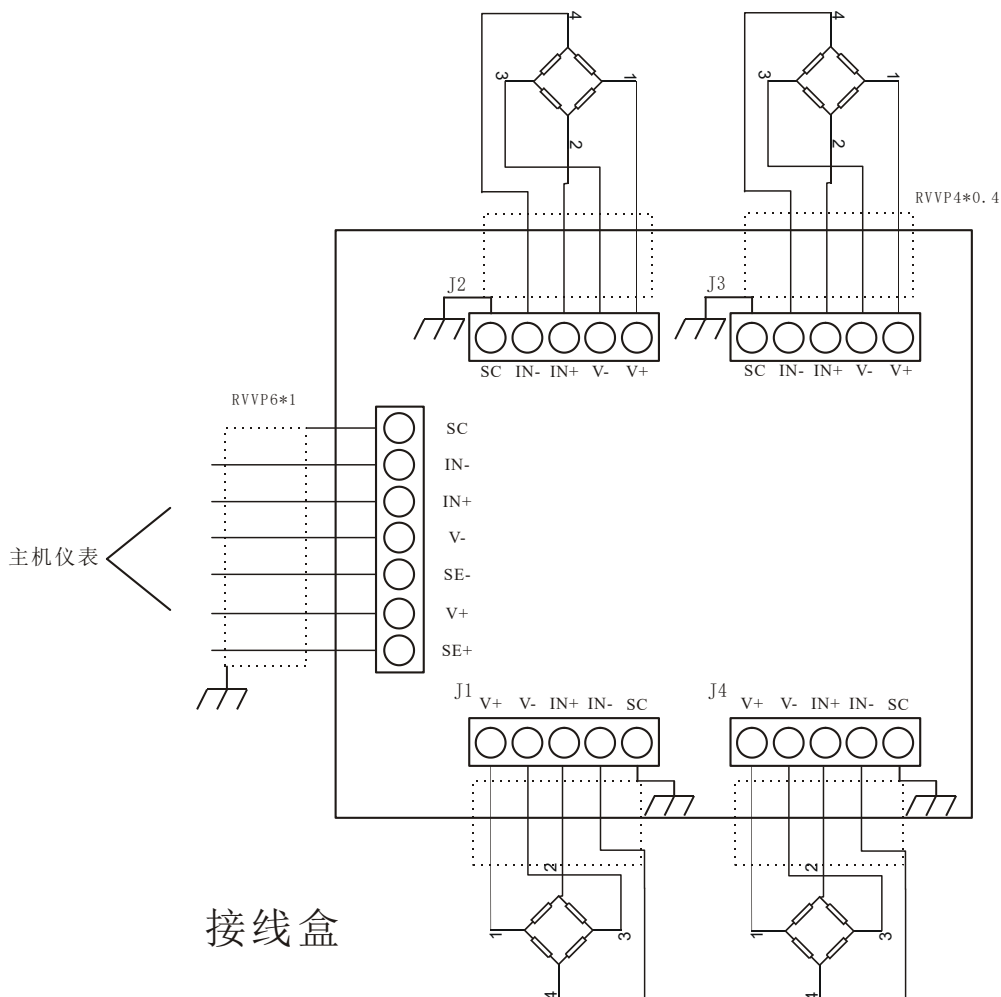 4
3
1
2
4
3
1
2
RVVP4*0.4
J2
J3
SC IN- IN+ V- V+
SC IN- IN+ V- V+
RVVP6*1
SC
IN-
IN+
V-
SE-
V+
SE+
主机仪表
J1
V+ V- IN+ IN- SC
J4
V+ V- IN+ IN- SC
2
1
3
4
2
1
3
4
接线盒